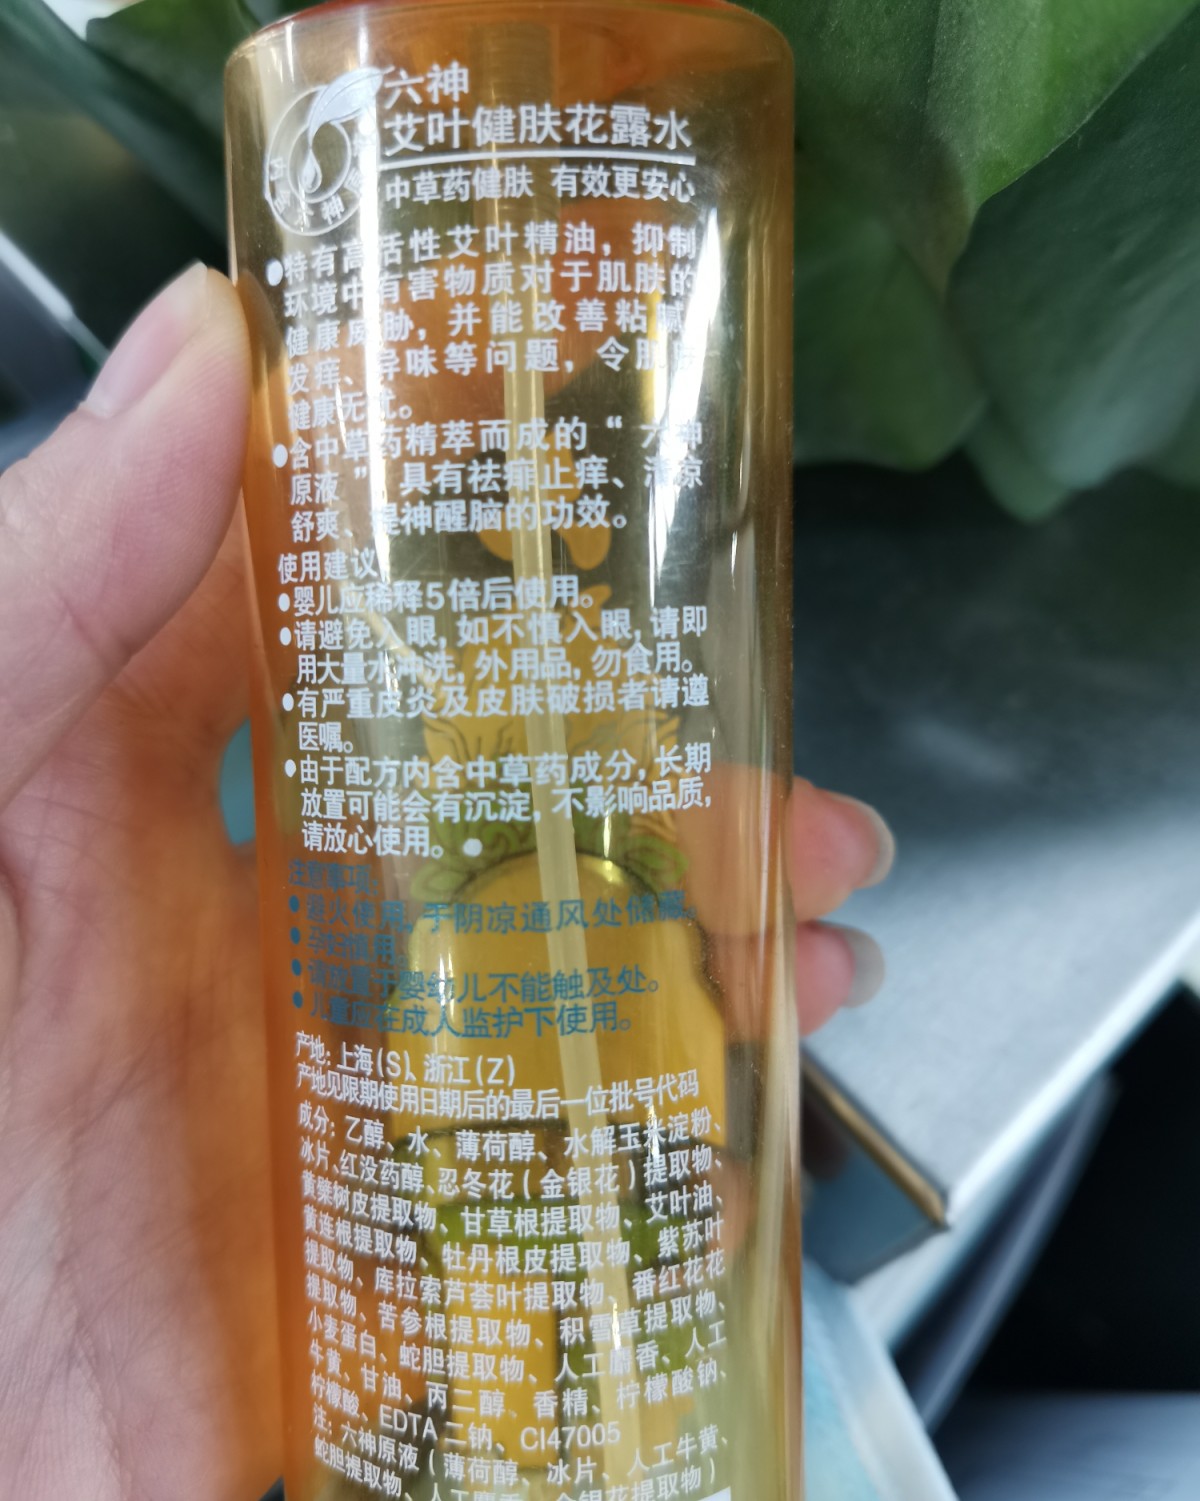 六神
艾叶健肤花露水
中草药健肤 有效更安心
●特有高活性艾叶精油，抑制
环境中有害物质对于肌肤的
健康威胁，并能改善粘腻、
发痒、异味等问题，令肌肤
健康无忧。
●含中草药精萃而成的“六神
原液”，具有祛痱止痒、清凉
舒爽、提神醒脑的功效。
使用建议
●婴儿应稀释5倍后使用。
●请避免入眼，如不慎入眼，请即
用大量水冲洗，外用品，勿食用。
●有严重皮炎及皮肤破损者请遵
医嘱。
●由于配方内含中草药成分，长期
放置可能会有沉淀，不影响品质，
请放心使用。●
注意事项：
●避火使用，于阴凉通风处储藏。
●孕妇慎用。
●请放置于婴幼儿不能触及处。
●儿童应在成人监护下使用。
产地：上海(S)、浙江(Z)
产地见限期使用日期后的最后一位批号代码
成分：乙醇、水、薄荷醇、水解玉米淀粉、
冰片、红没药醇、忍冬花(金银花)提取物、
黄檗树皮提取物、甘草根提取物、艾叶油、
黄连根提取物、牡丹根皮提取物、紫苏叶
提取物、库拉索芦荟叶提取物、番红花花
提取物、苦参根提取物、积雪草提取物、
小麦蛋白、蛇胆提取物、人工麝香、人工
牛黄、甘油、丙二醇、香精、柠檬酸钠、
柠檬酸、EDTA 二钠、CI47005
注：六神原液(薄荷醇、冰片、人工牛黄、
蛇胆提取物、人工麝香、金银花提取物)